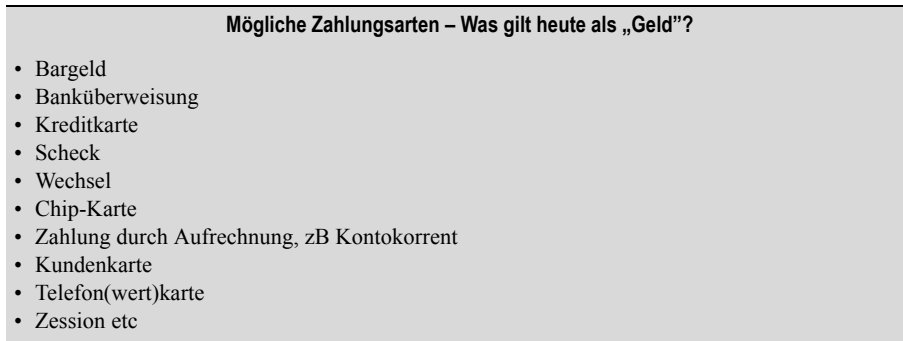 Mögliche Zahlungsarten – Was gilt heute als „Geld”?
• Bargeld
• Banküberweisung
• Kreditkarte
• Scheck
• Wechsel
• Chip-Karte
• Zahlung durch Aufrechnung, zB Kontokorrent
• Kundenkarte
• Telefon(wert)karte
• Zession etc